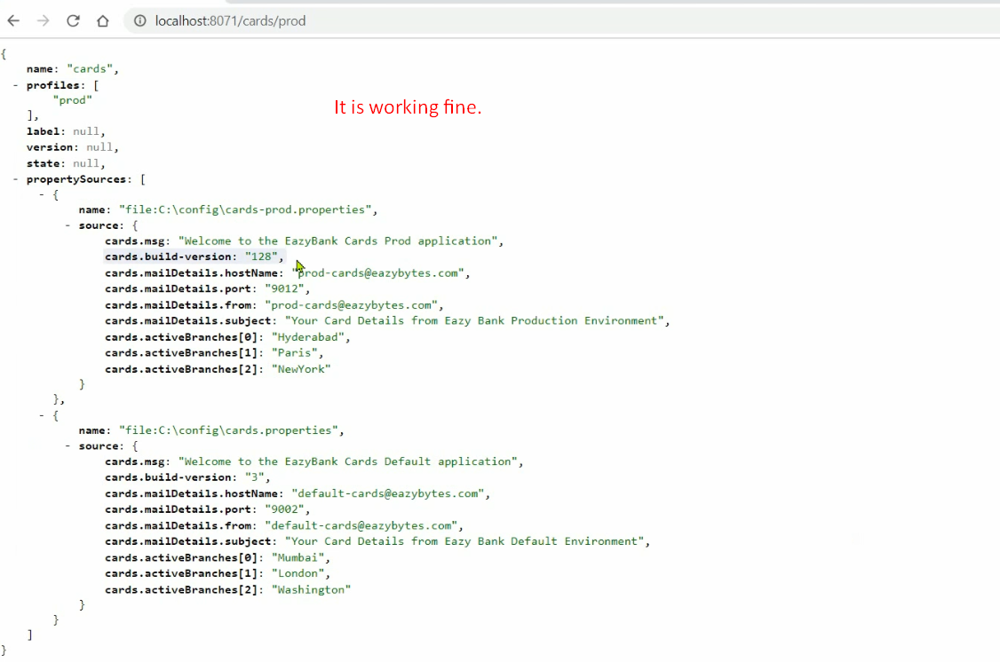 localhost:8071/cards/prod
{
name: "cards",
- profiles: [
"prod"
],
It is working fine.
label: null,
version: null,
state: null,
- propertySources: [
- {
name: "file:C:\config\cards-prod.properties",
- source: {
cards.msg: "Welcome to the EazyBank Cards Prod application",
cards.build-version: "128",
cards.mailDetails.hostName: "prod-cards@eazybytes.com",
cards.mailDetails.port: "9012",
cards.mailDetails.from: "prod-cards@eazybytes.com",
cards.mailDetails.subject: "Your Card Details from Eazy Bank Production Environment",
cards.activeBranches[0]: "Hyderabad",
cards.activeBranches[1]: "Paris",
cards.activeBranches[2]: "NewYork"
}
},
- {
name: "file:C:\config\cards.properties",
- source: {
cards.msg: "Welcome to the EazyBank Cards Default application",
cards.build-version: "3",
cards.mailDetails.hostName: "default-cards@eazybytes.com",
cards.mailDetails.port: "9002",
cards.mailDetails.from: "default-cards@eazybytes.com",
cards.mailDetails.subject: "Your Card Details from Eazy Bank Default Environment",
cards.activeBranches[0]: "Mumbai",
cards.activeBranches[1]: "London",
cards.activeBranches[2]: "Washington"
}
}
]
}